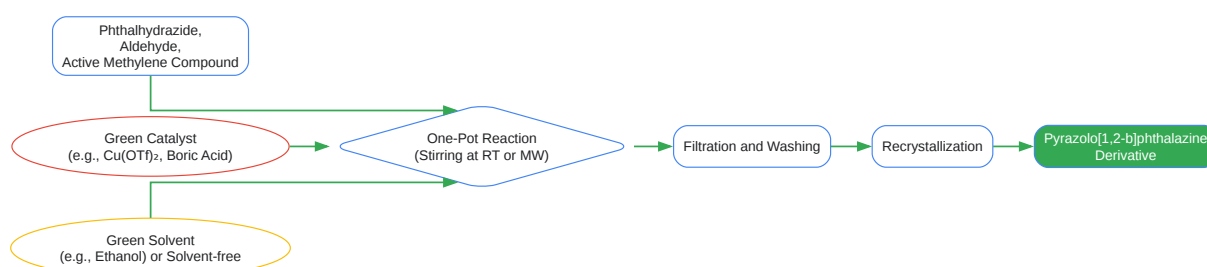 Phthalhydrazide,
Aldehyde,
Active Methylene Compound
Green Catalyst
(e.g., Cu(OTf)₂, Boric Acid)
Green Solvent
(e.g., Ethanol) or Solvent-free
One-Pot Reaction
(Stirring at RT or MW)
Filtration and Washing
Recrystallization
Pyrazolo[1,2-b]phthalazine
Derivative